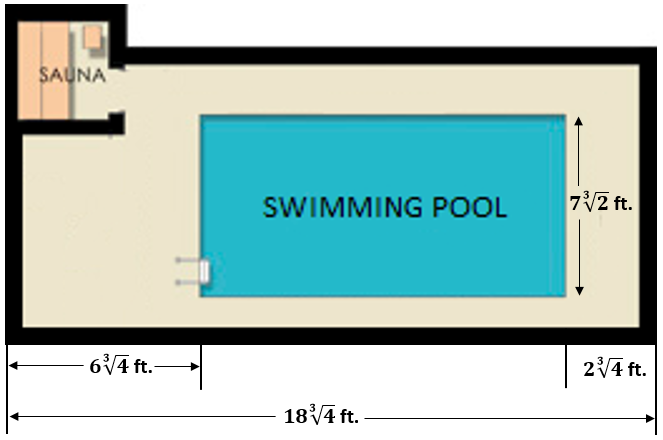 SAUNA
SWIMMING POOL
7∛2 ft.
6∛4 ft.
2∛4 ft.
18∛4 ft.